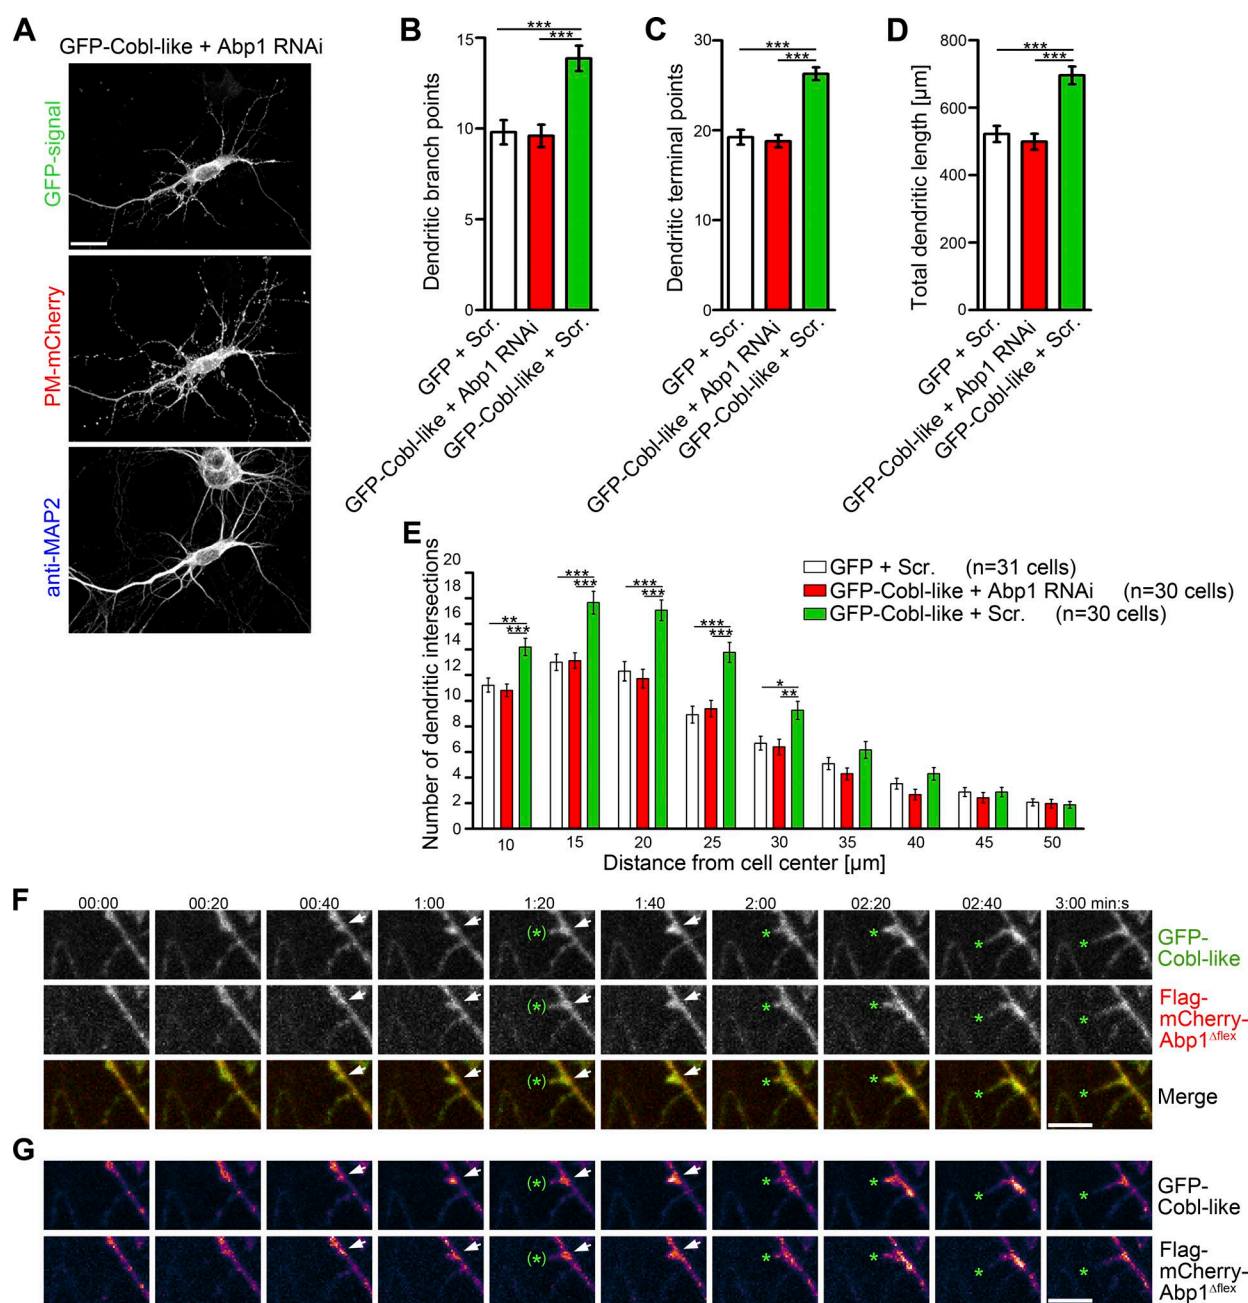 A
GFP-Cobl-like + Abp1 RNAi
GFP-signal
PM-mCherry
anti-MAP2
B
Dendritic branch points
15
10
5
0
***
***
GFP + Scr.
GFP-Cobl-like + Abp1 RNAi
GFP-Cobl-like + Scr.
C
Dendritic terminal points
30
20
10
0
***
***
GFP + Scr.
GFP-Cobl-like + Abp1 RNAi
GFP-Cobl-like + Scr.
D
Total dendritic length [µm]
800
600
400
200
0
***
***
GFP + Scr.
GFP-Cobl-like + Abp1 RNAi
GFP-Cobl-like + Scr.
E
Number of dendritic intersections
20
18
16
14
12
10
8
6
4
2
0
** *** *** *** *** *** *** *** * **
GFP + Scr. (n=31 cells)
GFP-Cobl-like + Abp1 RNAi (n=30 cells)
GFP-Cobl-like + Scr. (n=30 cells)
10 15 20 25 30 35 40 45 50
Distance from cell center [µm]
F
00:00 00:20 00:40 1:00 1:20 1:40 2:00 02:20 02:40 3:00 min:s
(*) * * * *
GFP-
Cobl-like
(*) * * * *
Flag-
mCherry-
Abp1Δflex
(*) * * * *
Merge
G
(*) * * * *
GFP-
Cobl-like
(*) * * * *
Flag-
mCherry-
Abp1Δflex